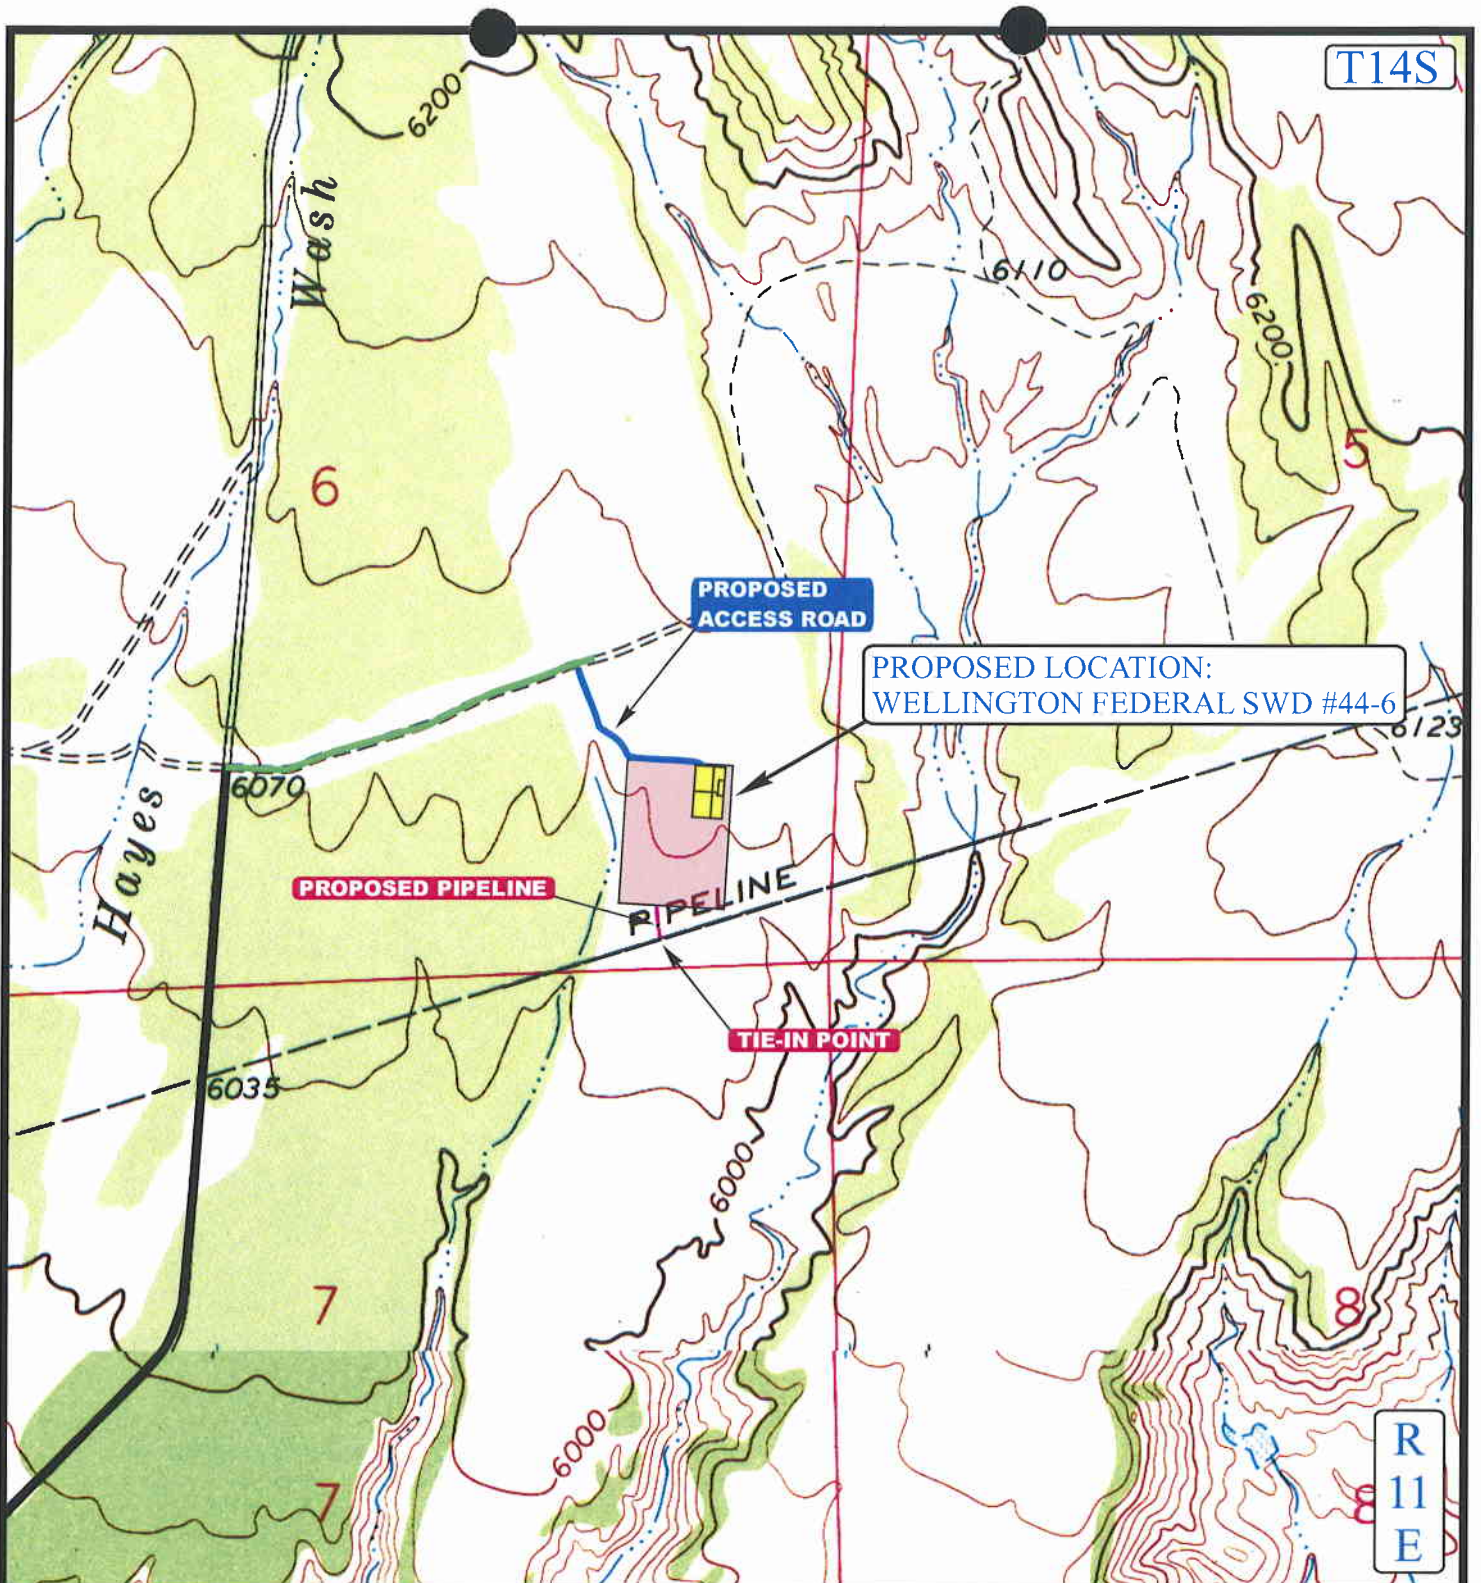 T14S
6200
Wash
6110
6200
5
6
PROPOSED
ACCESS ROAD
PROPOSED LOCATION:
WELLINGTON FEDERAL SWD #44-6
6123
6070
Hayes
PROPOSED PIPELINE
PIPELINE
TIE-IN POINT
6035
6000
7
8
6000
7
8
R
11
E